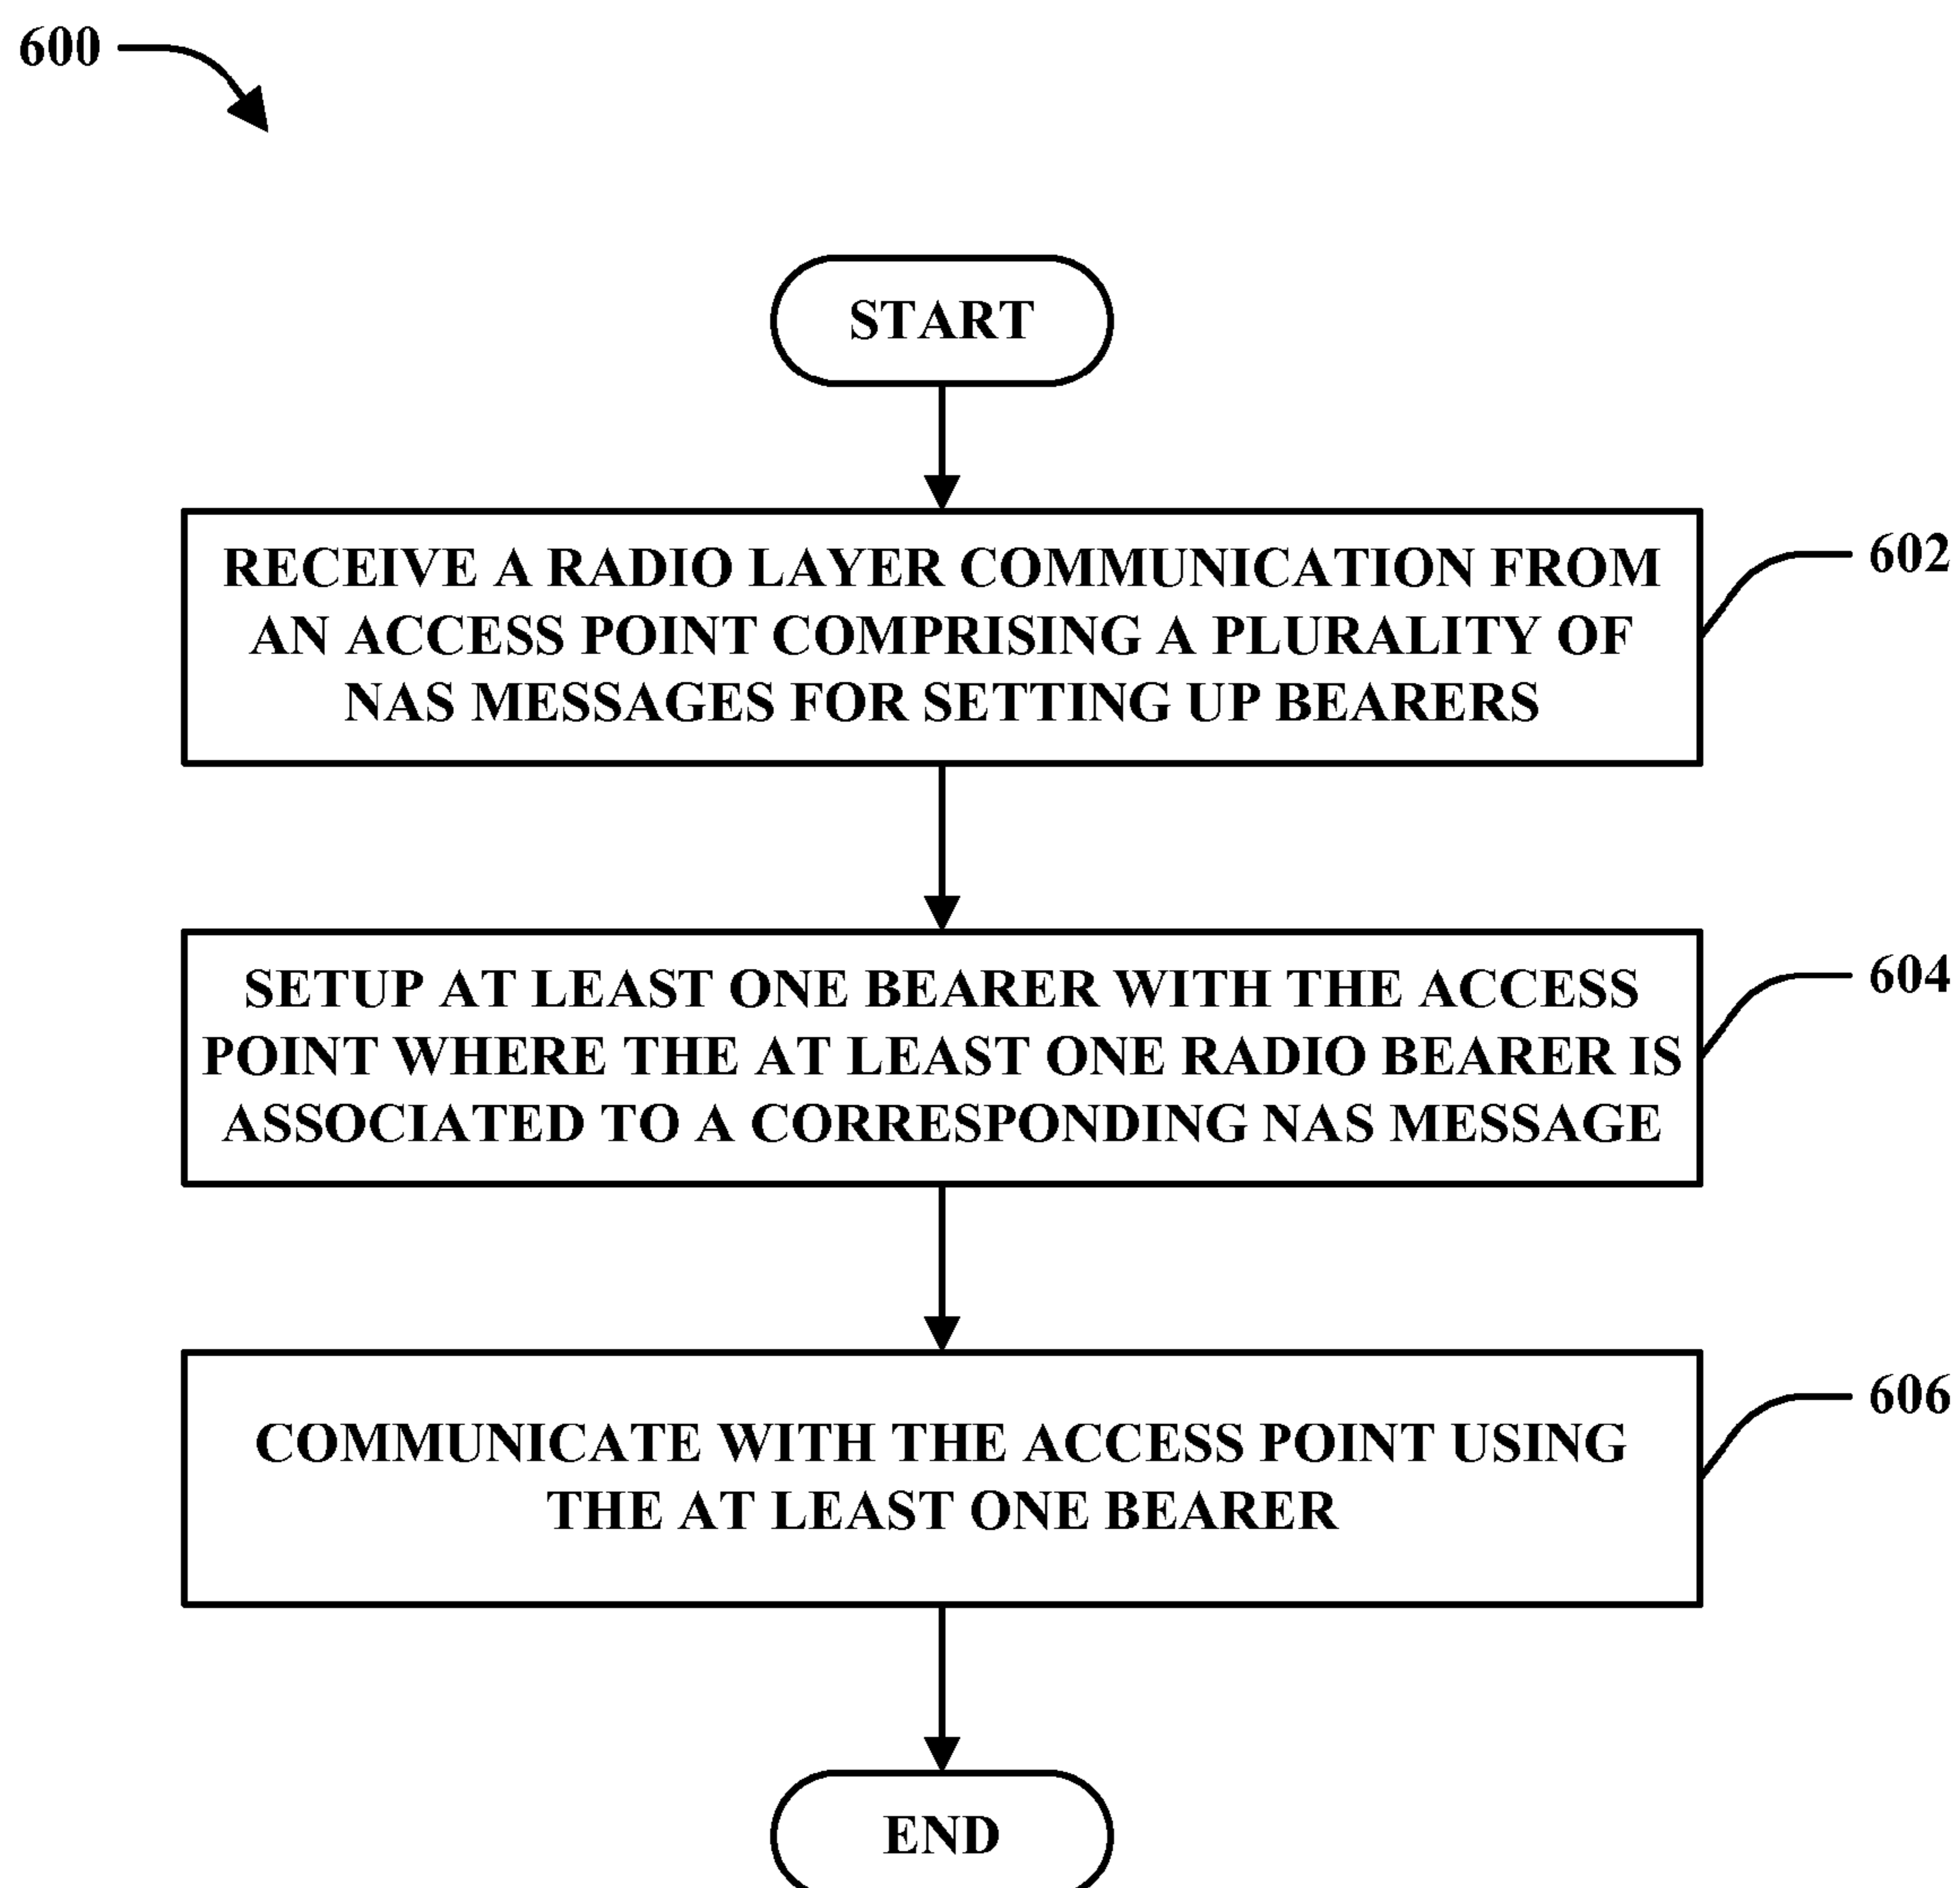 600
START
RECEIVE A RADIO LAYER COMMUNICATION FROM
AN ACCESS POINT COMPRISING A PLURALITY OF
NAS MESSAGES FOR SETTING UP BEARERS
602
SETUP AT LEAST ONE BEARER WITH THE ACCESS
POINT WHERE THE AT LEAST ONE RADIO BEARER IS
ASSOCIATED TO A CORRESPONDING NAS MESSAGE
604
COMMUNICATE WITH THE ACCESS POINT USING
THE AT LEAST ONE BEARER
606
END